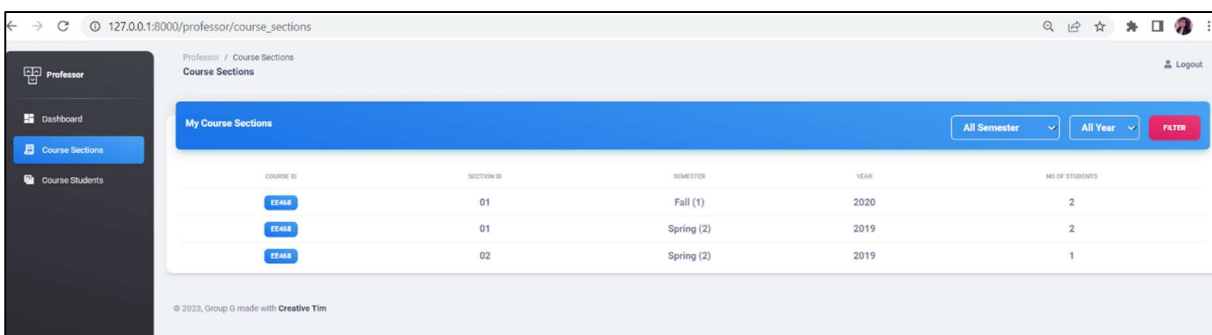 127.0.0.1:8000/professor/course_sections
Professor
Dashboard
Course Sections
Course Students
Professor / Course Sections
Course Sections
Logout
My Course Sections
All Semester
All Year
FILTER
COURSE ID SECTION ID SEMESTER YEAR NO OF STUDENTS
EE468 01 Fall (1) 2020 2
EE468 01 Spring (2) 2019 2
EE468 02 Spring (2) 2019 1
© 2023, Group G made with Creative Tim